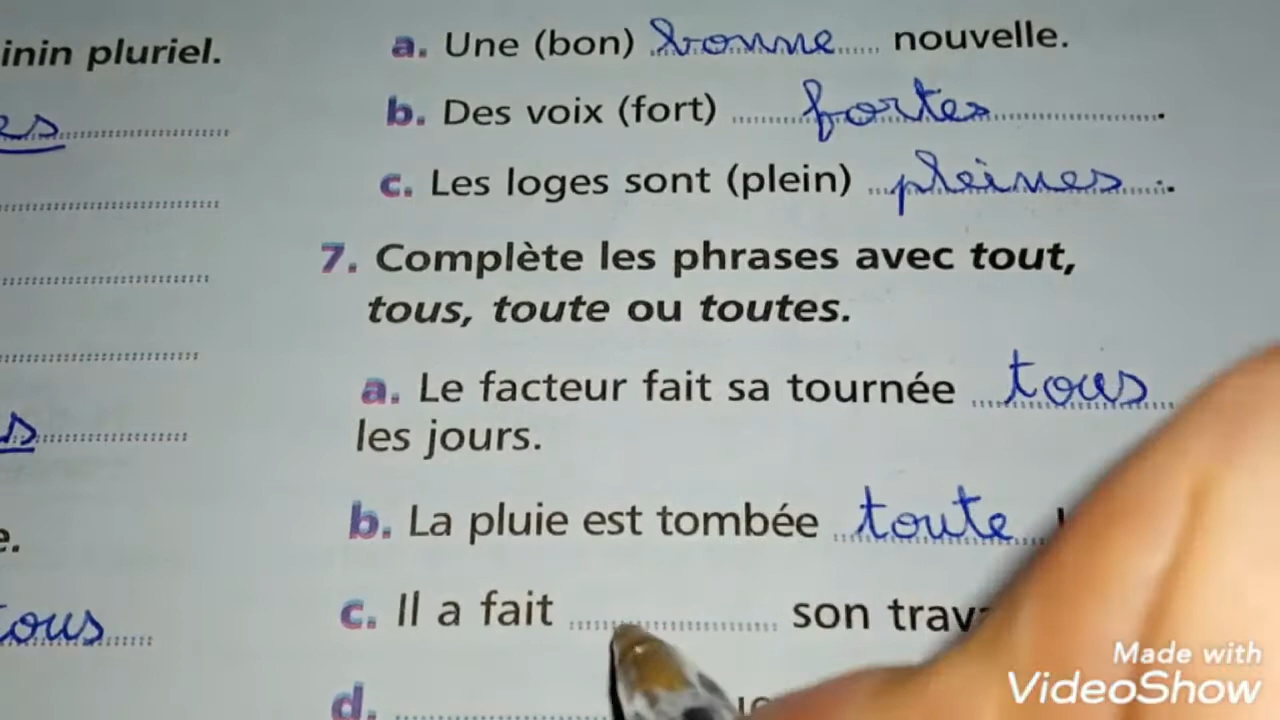 inin pluriel.
es
s
e.
tous
a. Une (bon) bonne nouvelle.
b. Des voix (fort) fortes.
c. Les loges sont (plein) pleines.
7. Complète les phrases avec tout,
tous, toute ou toutes.
a. Le facteur fait sa tournée tous
les jours.
b. La pluie est tombée toute
c. Il a fait son trav
d.
Made with
VideoShow